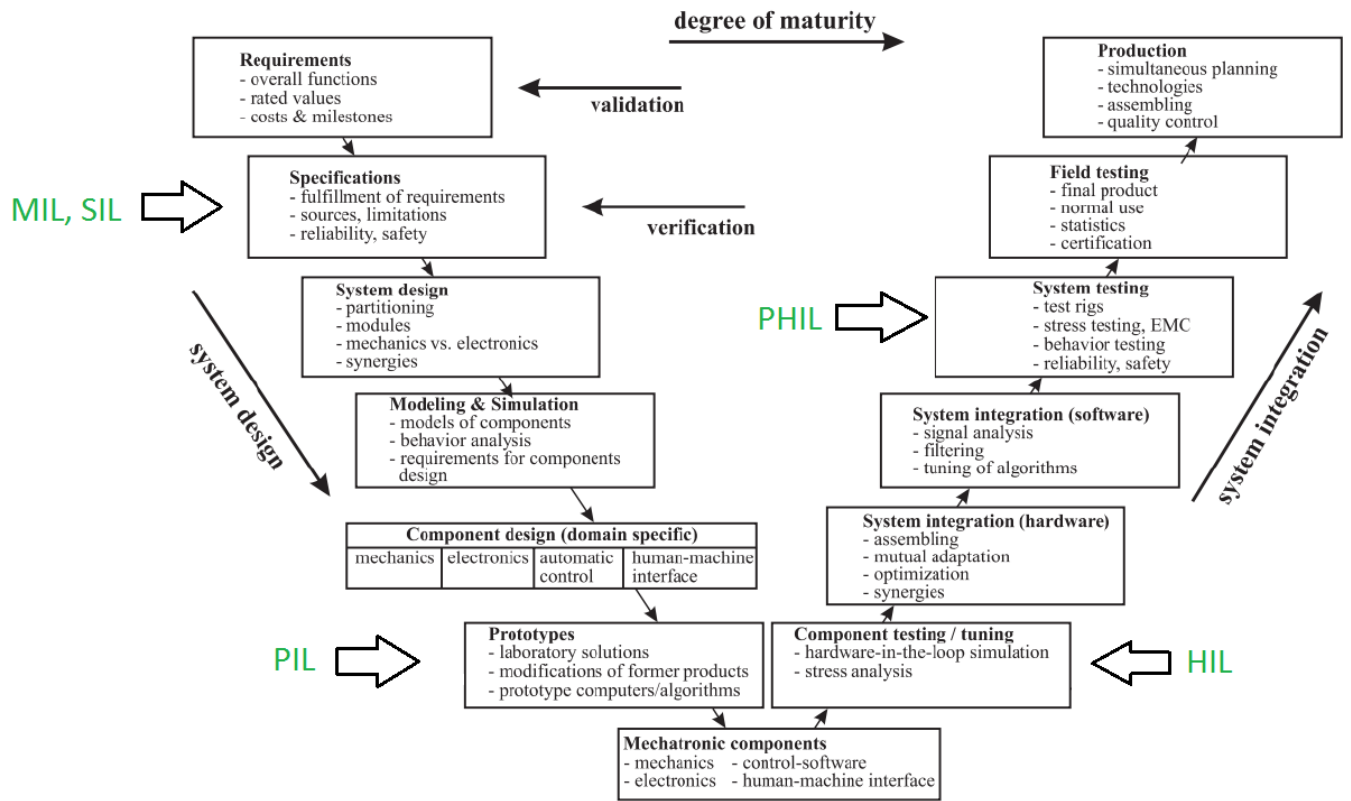 degree of maturity
Requirements
- overall functions
- rated values
- costs & milestones
validation
Production
- simultaneous planning
- technologies
- assembling
- quality control
MIL, SIL
Specifications
- fulfillment of requirements
- sources, limitations
- reliability, safety
verification
Field testing
- final product
- normal use
- statistics
- certification
system design
System design
- partitioning
- modules
- mechanics vs. electronics
- synergies
PHIL
System testing
- test rigs
- stress testing, EMC
- behavior testing
- reliability, safety
system integration
Modeling & Simulation
- models of components
- behavior analysis
- requirements for components
design
System integration (software)
- signal analysis
- filtering
- tuning of algorithms
Component design (domain specific)
mechanics
electronics
automatic
control
human-machine
interface
System integration (hardware)
- assembling
- mutual adaptation
- optimization
- synergies
PIL
Prototypes
- laboratory solutions
- modifications of former products
- prototype computers/algorithms
Component testing / tuning
- hardware-in-the-loop simulation
- stress analysis
HIL
Mechatronic components
- mechanics - control-software
- electronics - human-machine interface